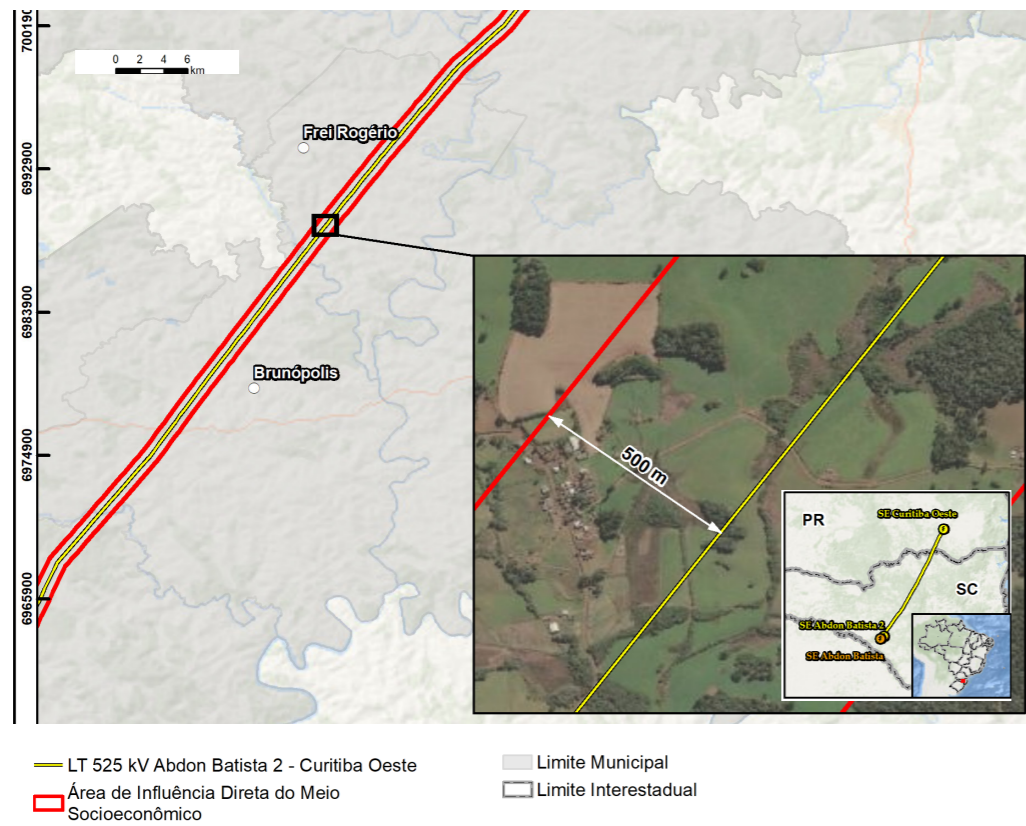 7001900
0 2 4 6
km
Frei Rogério
6992900
6983900
Brunópolis
6974900
6965900
500 m
PR
SE Curitiba Oeste
SC
SE Abdon Batista 2
SE Abdon Batista
LT 525 kV Abdon Batista 2 - Curitiba Oeste
Área de Influência Direta do Meio
Socioeconômico
Limite Municipal
Limite Interestadual